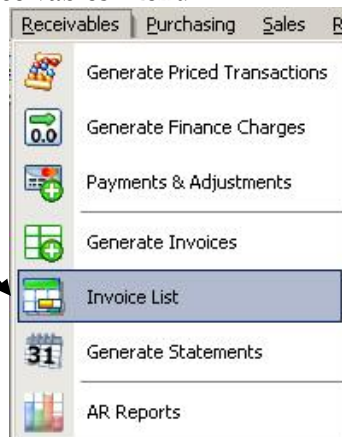 Receivables Purchasing Sales
Generate Priced Transactions
0.0 Generate Finance Charges
Payments & Adjustments
Generate Invoices
Invoice List
31 Generate Statements
AR Reports